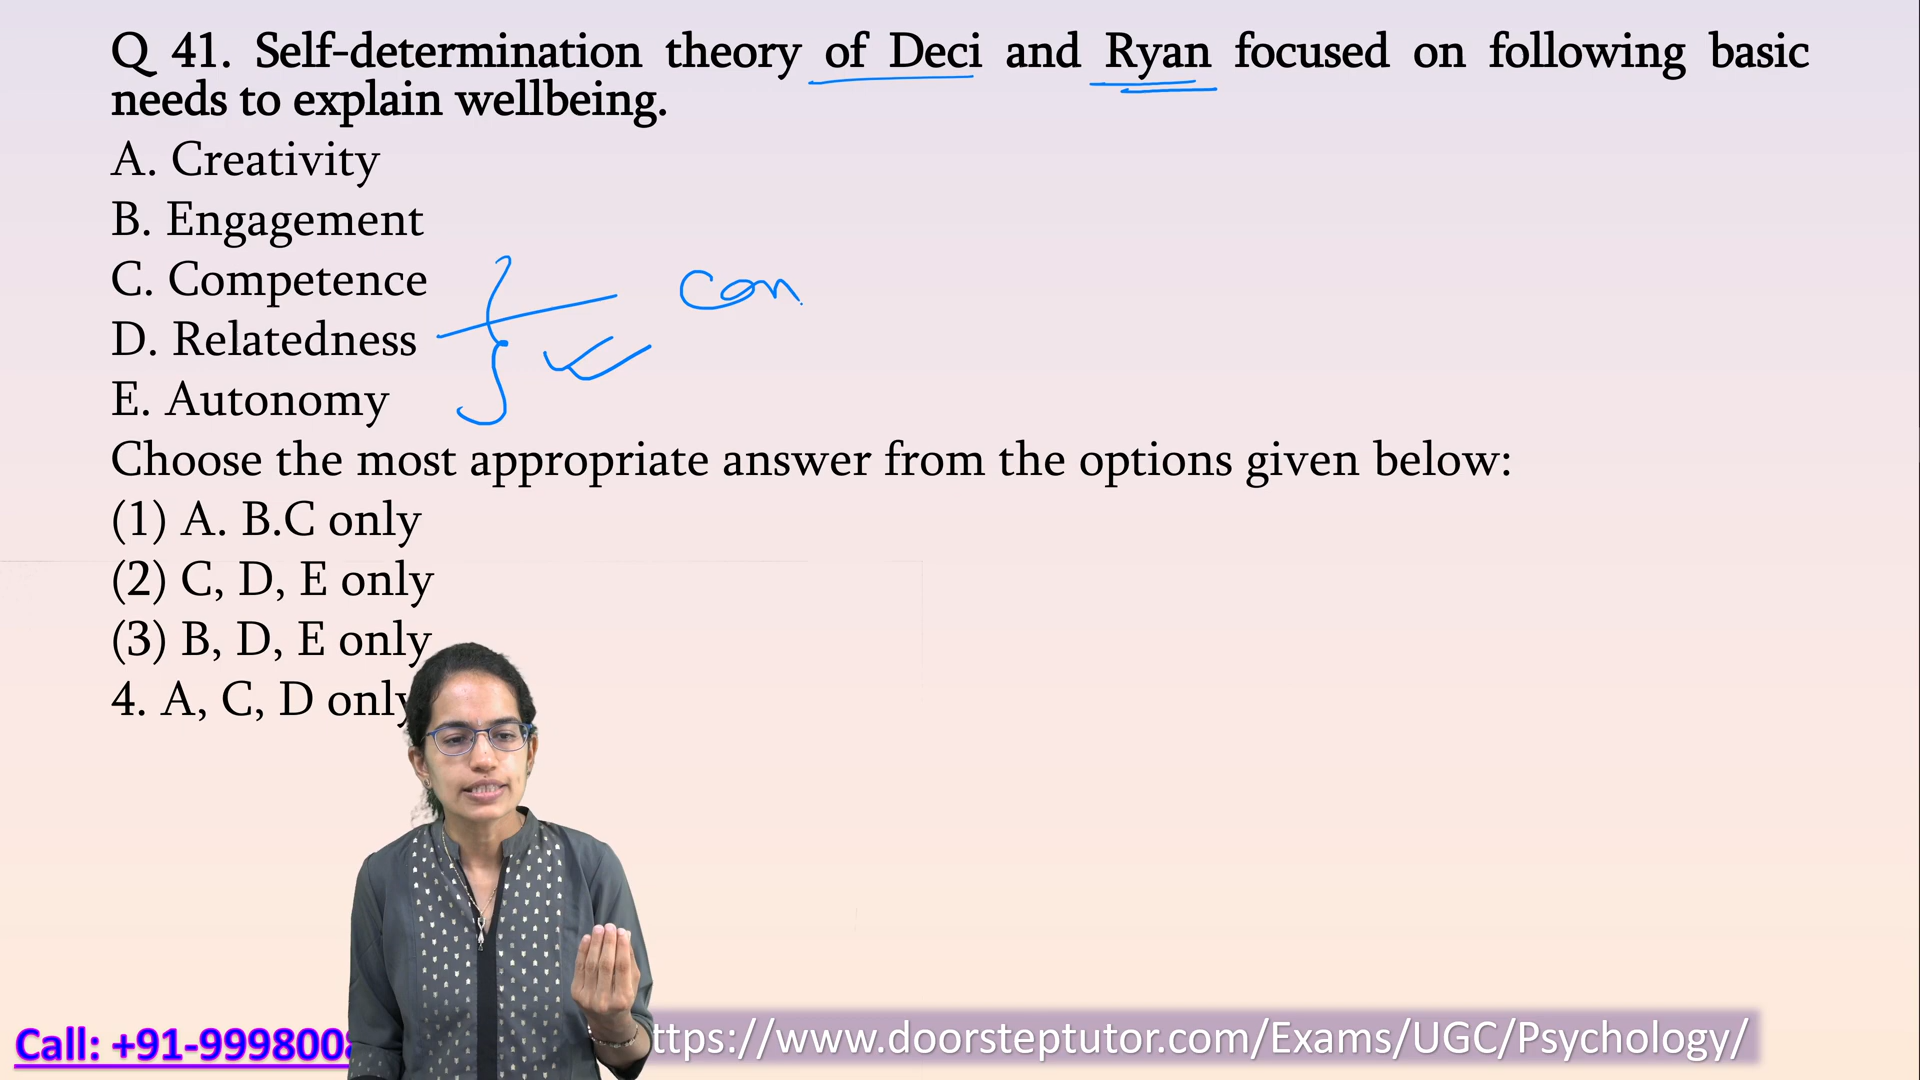 Q 41. Self-determination theory of Deci and Ryan focused on following basic
needs to explain wellbeing.
A. Creativity
B. Engagement
C. Competence
con
D. Relatedness
E. Autonomy
Choose the most appropriate answer from the options given below:
(1) A. B.C only
(2) C, D, E only
(3) B, D, E only
4. A, C, D only
Call: +91-999800
ttps://www.doorsteptutor.com/Exams/UGC/Psychology/